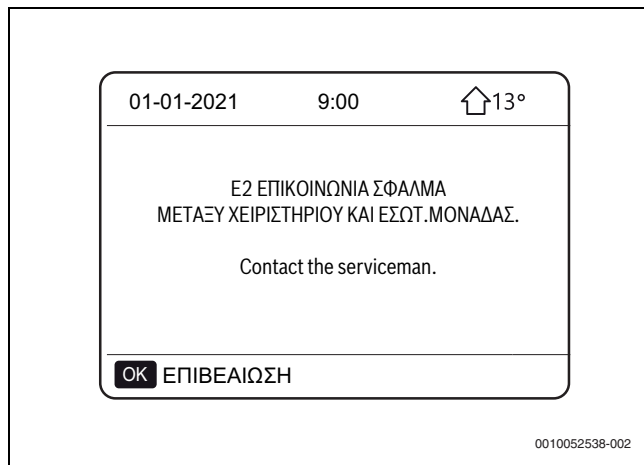 01-01-2021 9:00 13°
E2 ΕΠΙΚΟΙΝΩΝΙΑ ΣΦΑΛΜΑ
ΜΕΤΑΞΥ ΧΕΙΡΙΣΤΗΡΙΟΥ ΚΑΙ ΕΣΩΤ.ΜΟΝΑΔΑΣ.
Contact the serviceman.
OK ΕΠΙΒΕΑΙΩΣΗ
0010052538-002